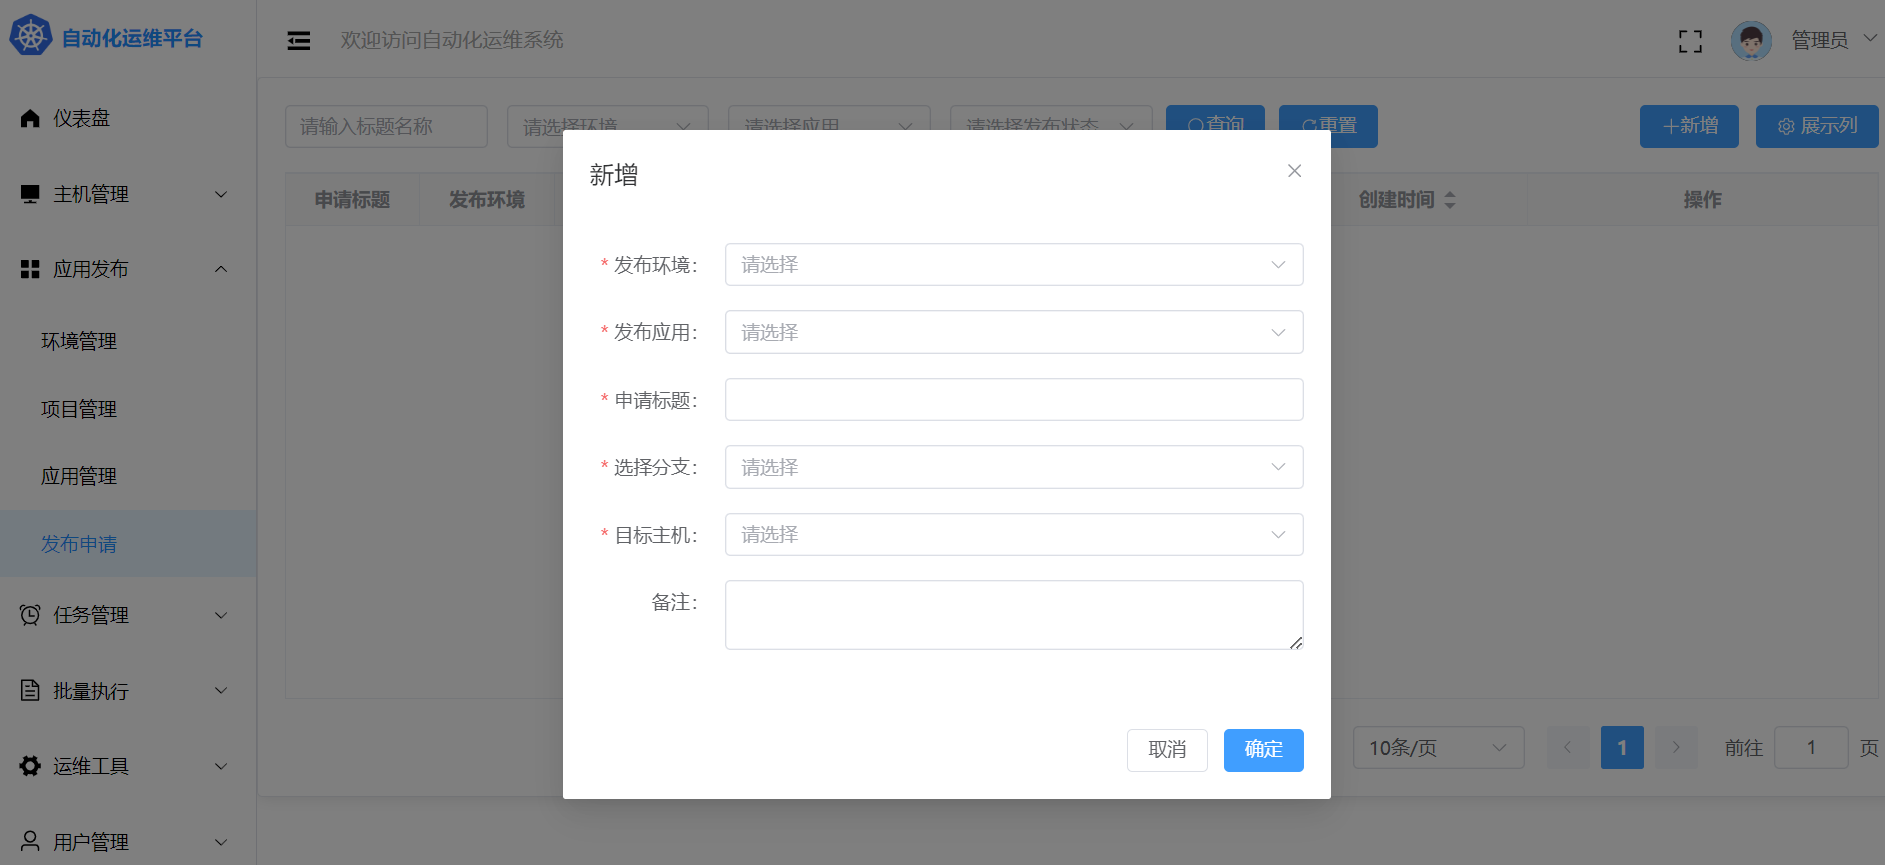 自动化运维平台
欢迎访问自动化运维系统
管理员
仪表盘
主机管理
应用发布
环境管理
项目管理
应用管理
发布申请
任务管理
批量执行
运维工具
用户管理
请输入标题名称 请选择环境 请选择应用 请选择发布状态 查询 重置 新增 展示列
申请标题 发布环境 创建时间 操作
新增
* 发布环境: 请选择
* 发布应用: 请选择
* 申请标题:
* 选择分支: 请选择
* 目标主机: 请选择
备注:
取消 确定
10条/页 1 前往 1 页